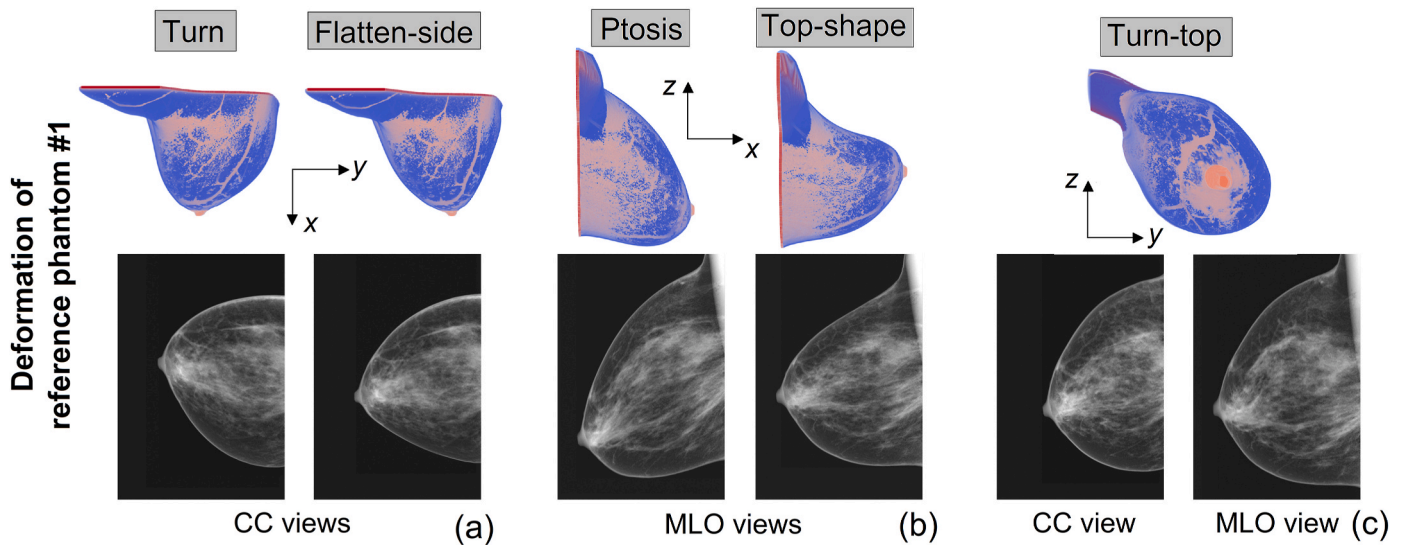 Deformation of
reference phantom #1
Turn
Flatten-side
y
x
CC views
(a)
Ptosis
Top-shape
z
x
MLO views
(b)
Turn-top
z
y
CC view
MLO view
(c)